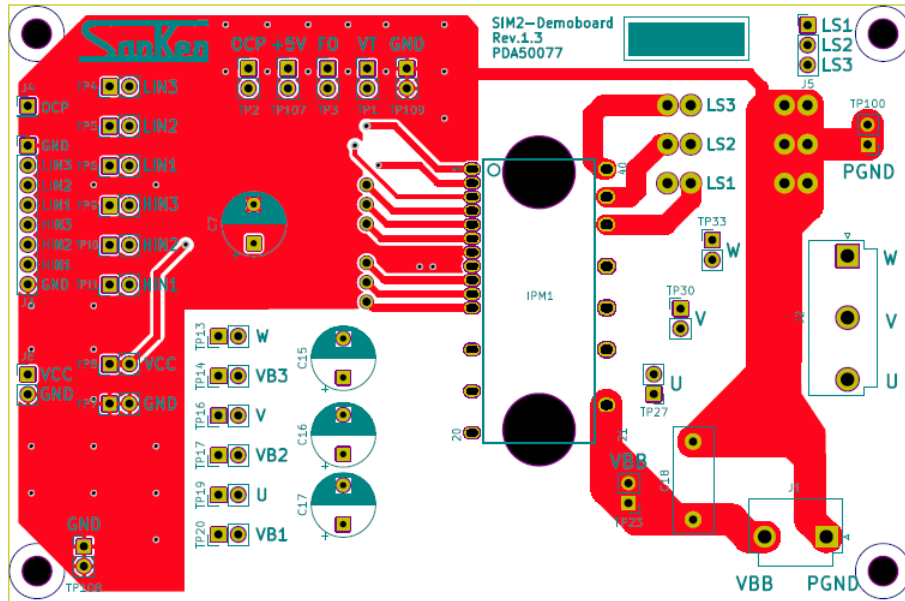 SanKen
OCP +5V FO VT GND
TP2 TP107 TP3 TP1 TP109
SIM2-Demoboard
Rev.1.3
PDA50077
LS1
LS2
LS3
J5
J4
OCP
GND
LIN3
LIN2
LIN1
HIN3
HIN2
HIN1
GND
J3
TP4 LIN3
TP5 LIN2
TP6 LIN1
TP9 HIN3
TP10 HIN2
TP11 HIN1
J6
VCC
GND
TP8 VCC
TP7 GND
C7
1
40
IPM1
20
21
LS3
LS2
LS1
TP100
PGND
TP33
W
TP30
V
U
TP27
J2
W
V
U
TP13 W
TP14 VB3
TP16 V
TP17 VB2
TP19 U
TP20 VB1
C15
+
C16
+
C17
+
VBB
TP23
C18
J1
VBB PGND
GND
TP108